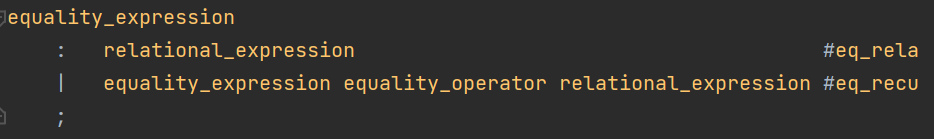 equality_expression
: relational_expression #eq_rela
| equality_expression equality_operator relational_expression #eq_recu
;